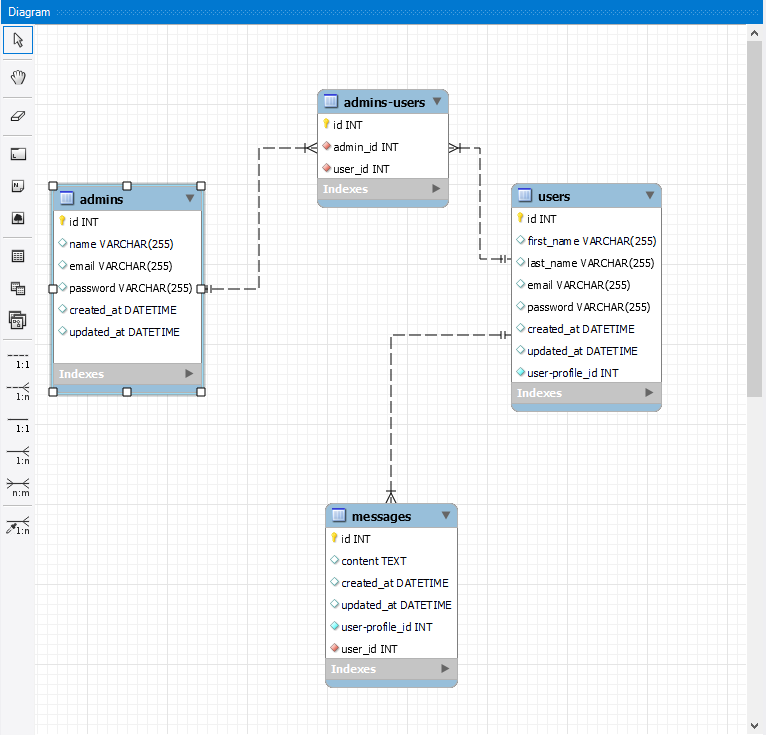 Diagram
admins-users
id INT
admin_id INT
user_id INT
Indexes
admins
id INT
name VARCHAR(255)
email VARCHAR(255)
password VARCHAR(255)
created_at DATETIME
updated_at DATETIME
Indexes
users
id INT
first_name VARCHAR(255)
last_name VARCHAR(255)
email VARCHAR(255)
password VARCHAR(255)
created_at DATETIME
updated_at DATETIME
user-profile_id INT
Indexes
messages
id INT
content TEXT
created_at DATETIME
updated_at DATETIME
user-profile_id INT
user_id INT
Indexes
1:1
1:n
1:1
1:n
n:m
1:n